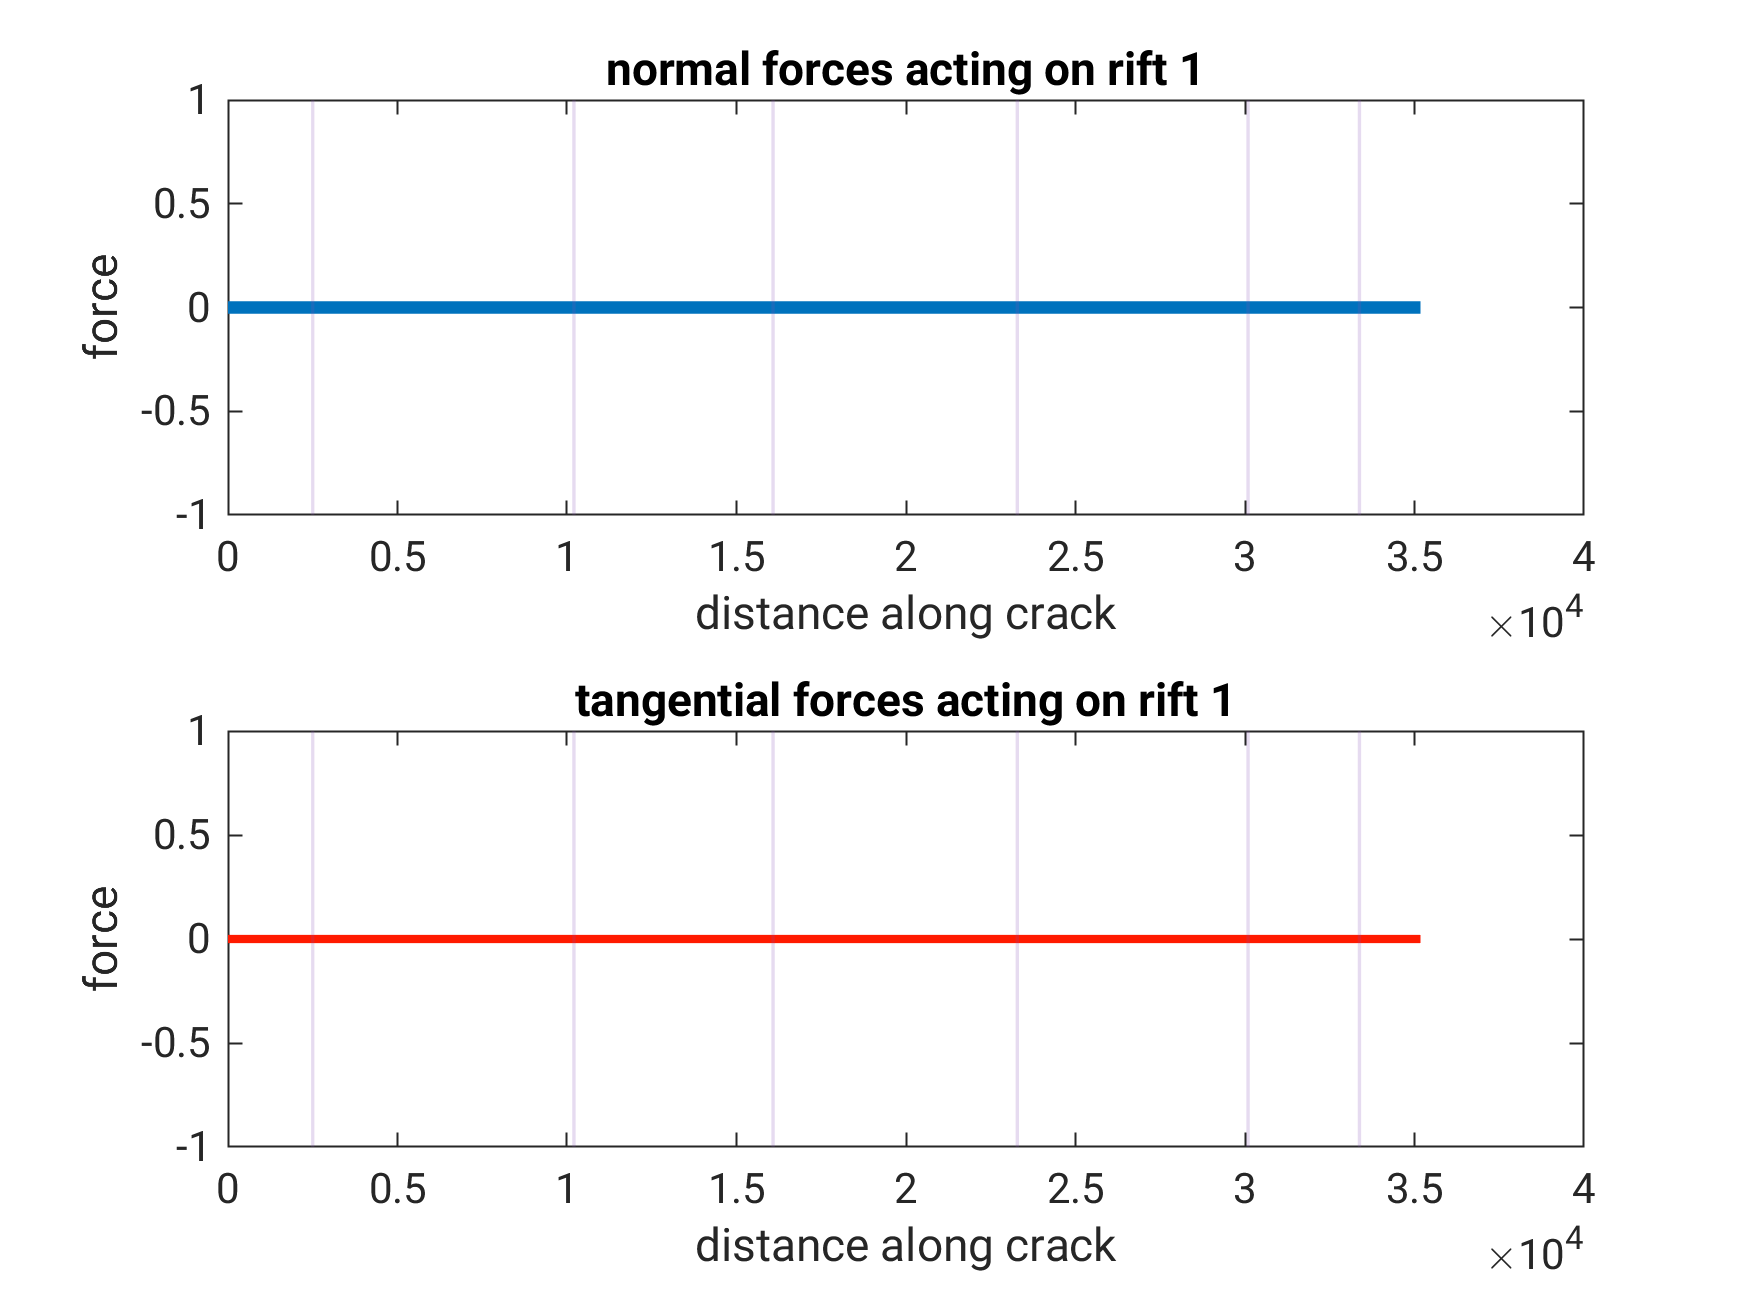 normal forces acting on rift 1
1
0.5
0
-0.5
-1
force
0 0.5 1 1.5 2 2.5 3 3.5 4
distance along crack
×10^4
tangential forces acting on rift 1
1
0.5
0
-0.5
-1
force
0 0.5 1 1.5 2 2.5 3 3.5 4
distance along crack
×10^4